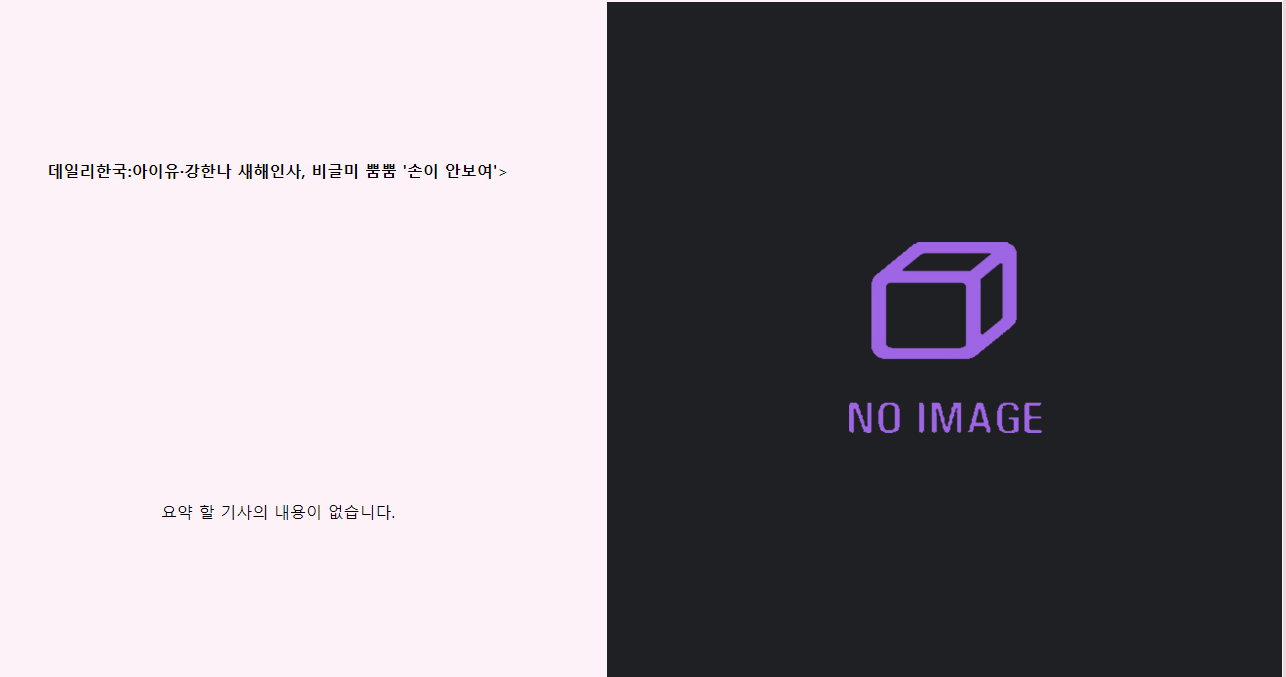 데일리한국:아이유·강한나 새해인사, 비글미 뿜뿜 '손이 안보여'>
요약 할 기사의 내용이 없습니다.
NO IMAGE